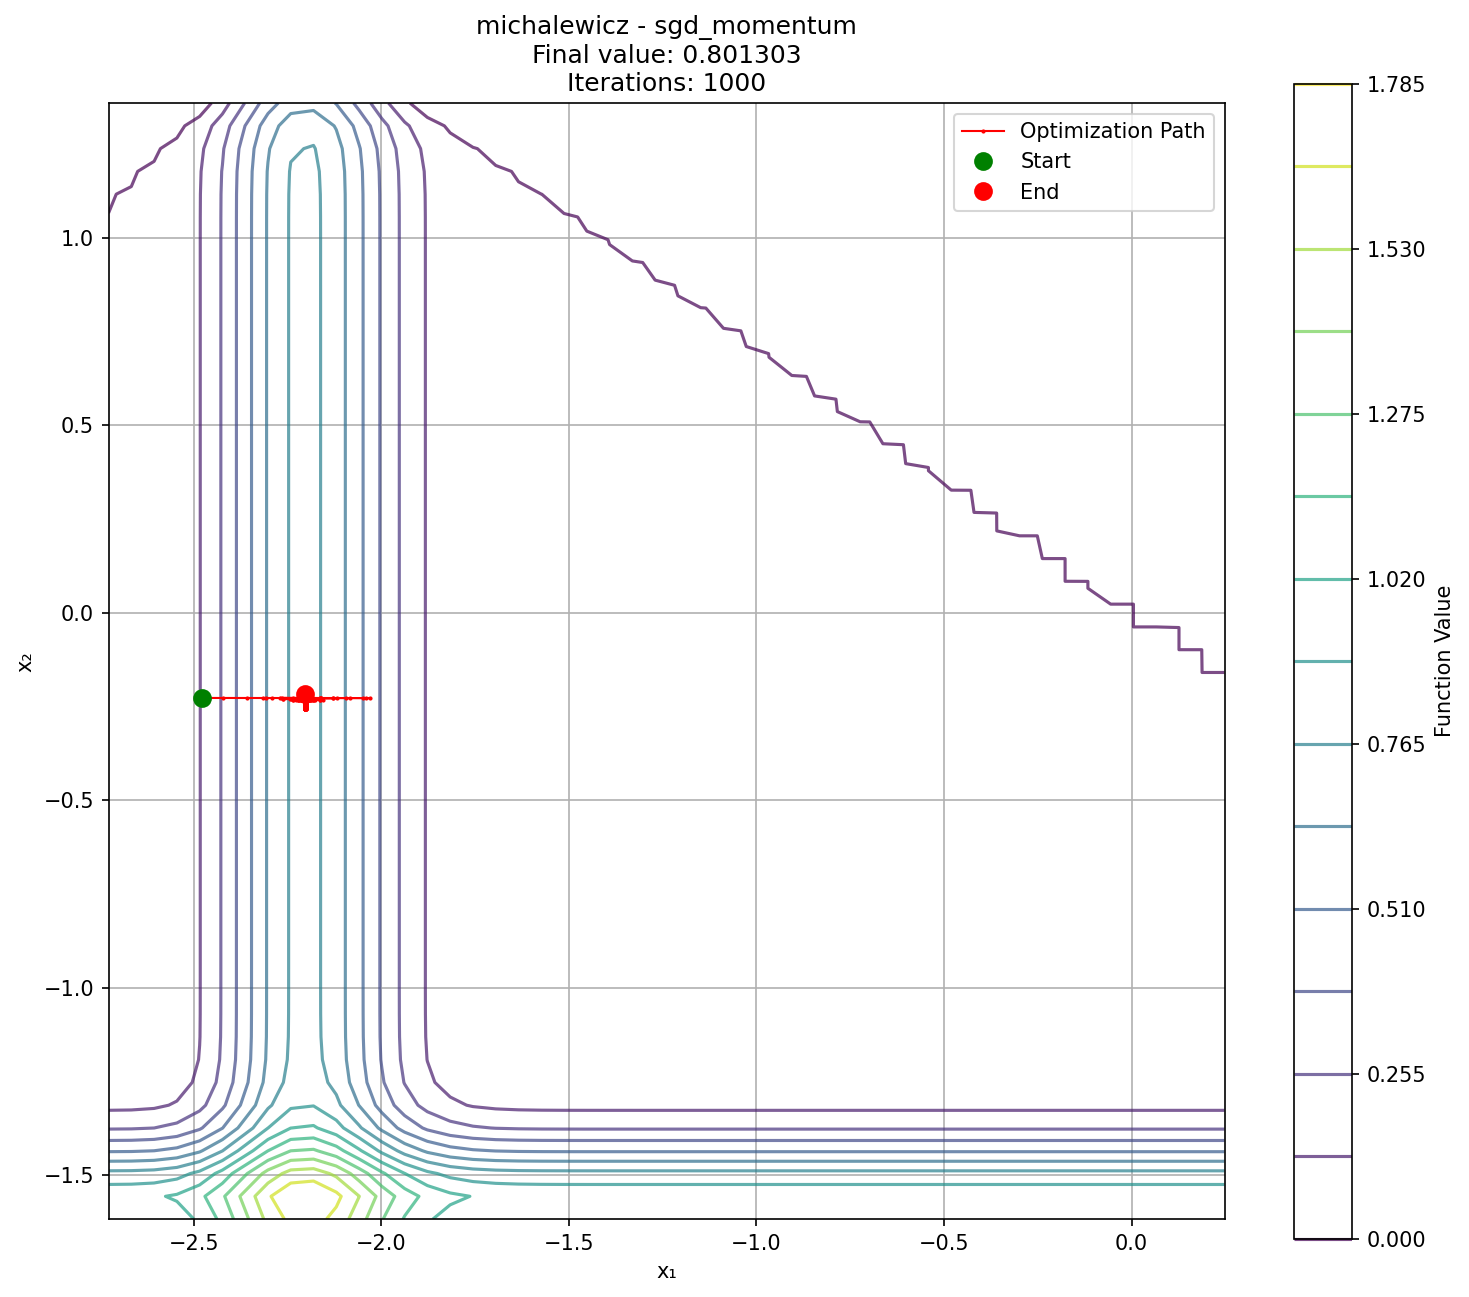 michalewicz - sgd_momentum
Final value: 0.801303
Iterations: 1000
Optimization Path
Start
End
1.0
0.5
0.0
−0.5
−1.0
−1.5
x₂
−2.5
−2.0
−1.5
−1.0
−0.5
0.0
x₁
1.785
1.530
1.275
1.020
0.765
0.510
0.255
0.000
Function Value